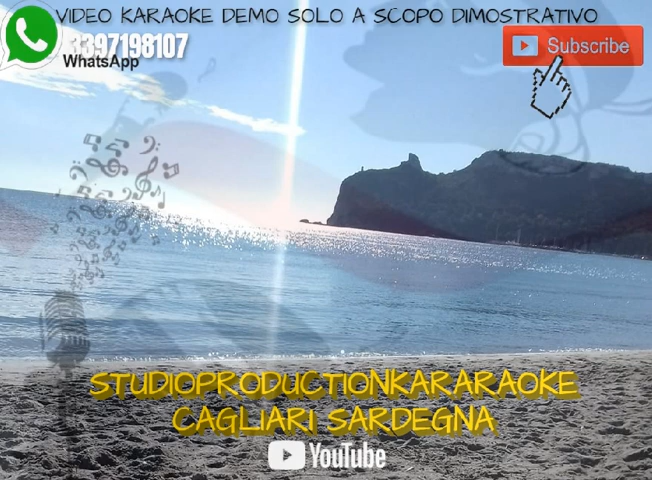 VIDEO KARAOKE DEMO SOLO A SCOPO DIMOSTRATIVO
3397198107
WhatsApp
Subscribe
STUDIOPRODUCTIONKARARAOKE
CAGLIARI SARDEGNA
YouTube